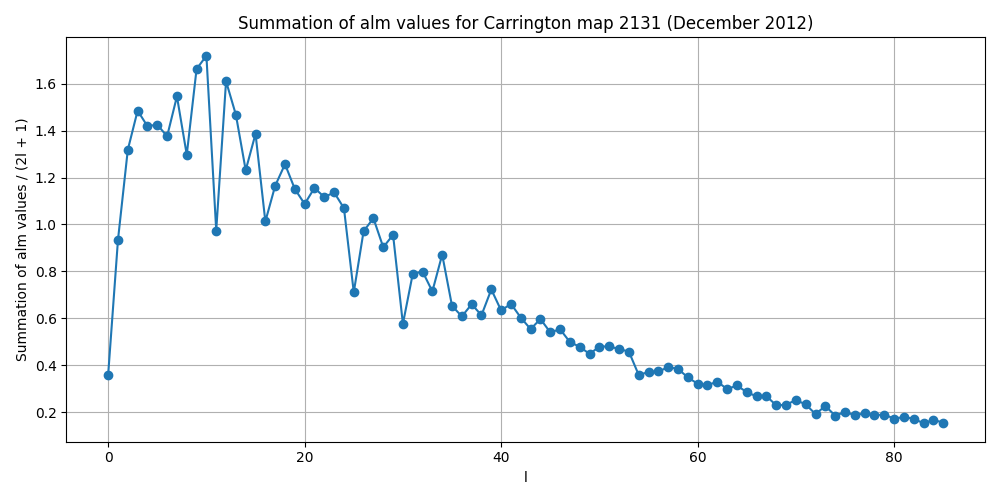 Summation of alm values for Carrington map 2131 (December 2012)
Summation of alm values / (2l + 1)
1.6
1.4
1.2
1.0
0.8
0.6
0.4
0.2
0 20 40 60 80
l